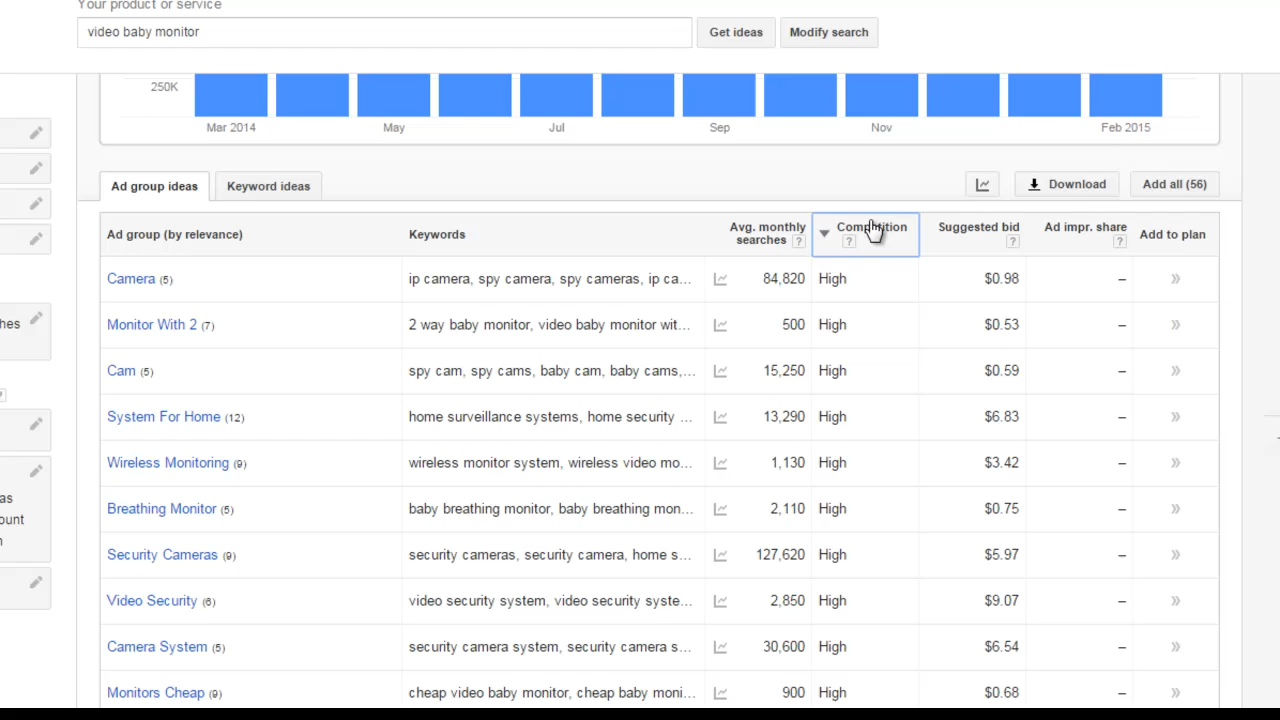 Your product or service
video baby monitor
Get ideas
Modify search
250K
Mar 2014 May Jul Sep Nov Feb 2015
Ad group ideas Keyword ideas Download Add all (56)
Ad group (by relevance) Keywords Avg. monthly searches ? Competition ? Suggested bid ? Ad impr. share ? Add to plan
Camera (5) ip camera, spy camera, spy cameras, ip ca... 84,820 High $0.98 – »
Monitor With 2 (7) 2 way baby monitor, video baby monitor wit... 500 High $0.53 – »
Cam (5) spy cam, spy cams, baby cam, baby cams,... 15,250 High $0.59 – »
System For Home (12) home surveillance systems, home security ... 13,290 High $6.83 – »
Wireless Monitoring (9) wireless monitor system, wireless video mo... 1,130 High $3.42 – »
Breathing Monitor (5) baby breathing monitor, baby breathing mon... 2,110 High $0.75 – »
Security Cameras (9) security cameras, security camera, home s... 127,620 High $5.97 – »
Video Security (6) video security system, video security syste... 2,850 High $9.07 – »
Camera System (5) security camera system, security camera s... 30,600 High $6.54 – »
Monitors Cheap (9) cheap video baby monitor, cheap baby moni... 900 High $0.68 – »
hes
?
as
ount
n